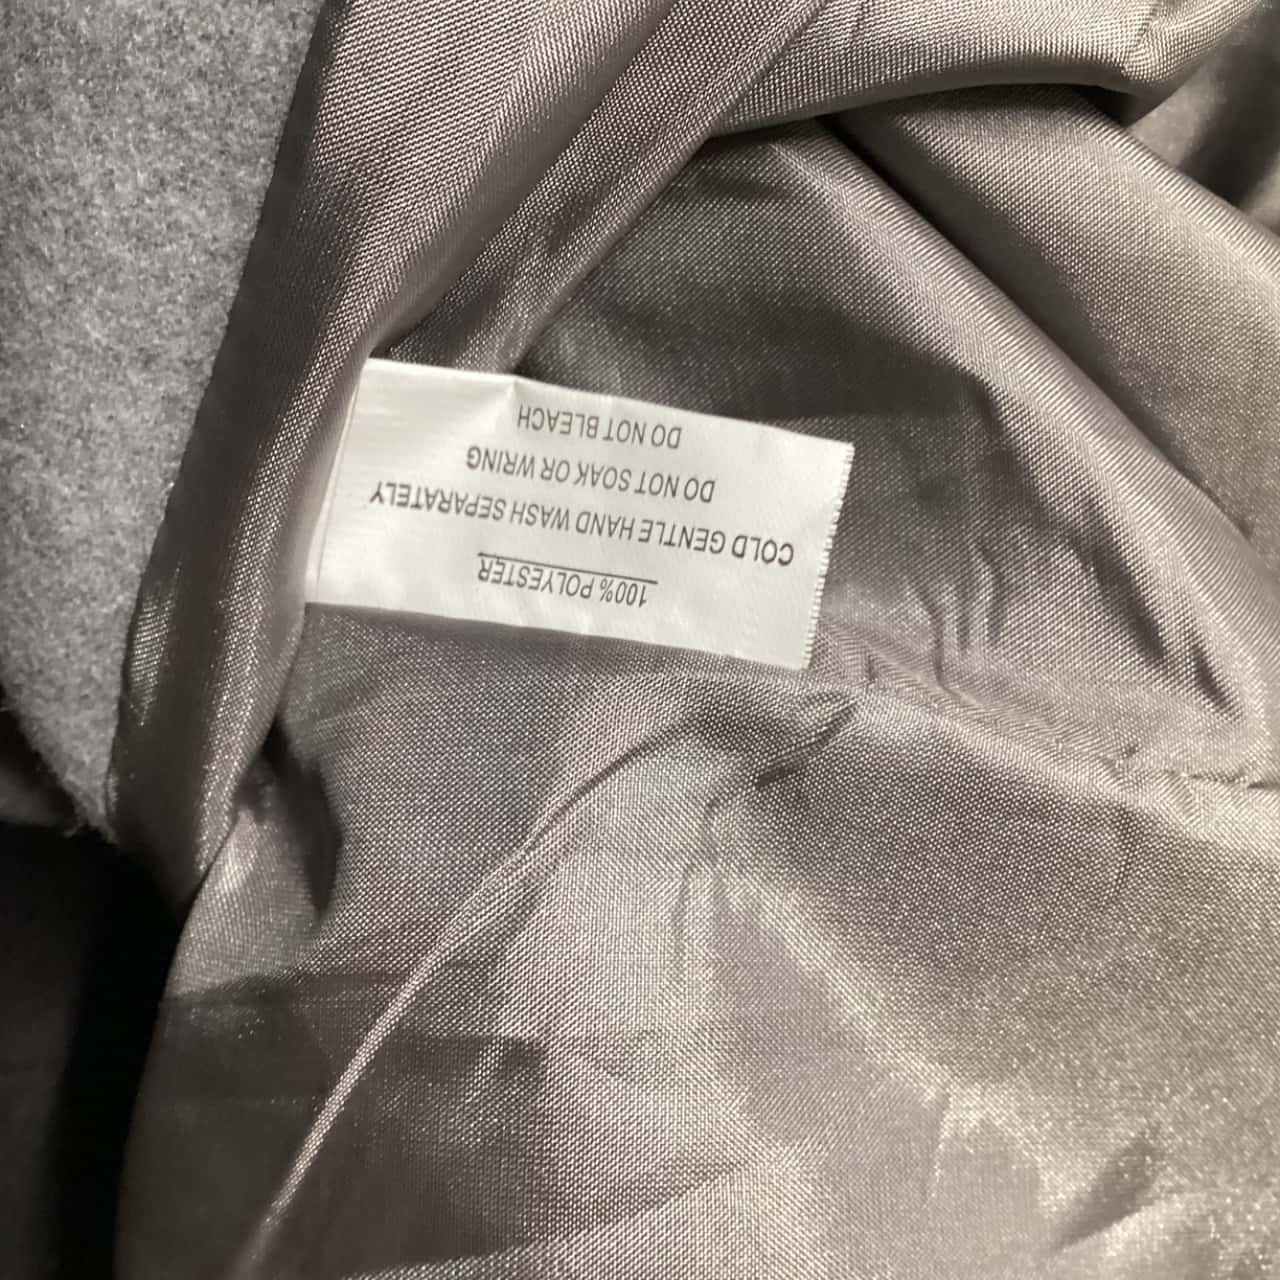 100% POLYESTER
COLD GENTLE HAND WASH SEPARATELY
DO NOT SOAK OR WRING
DO NOT BLEACH